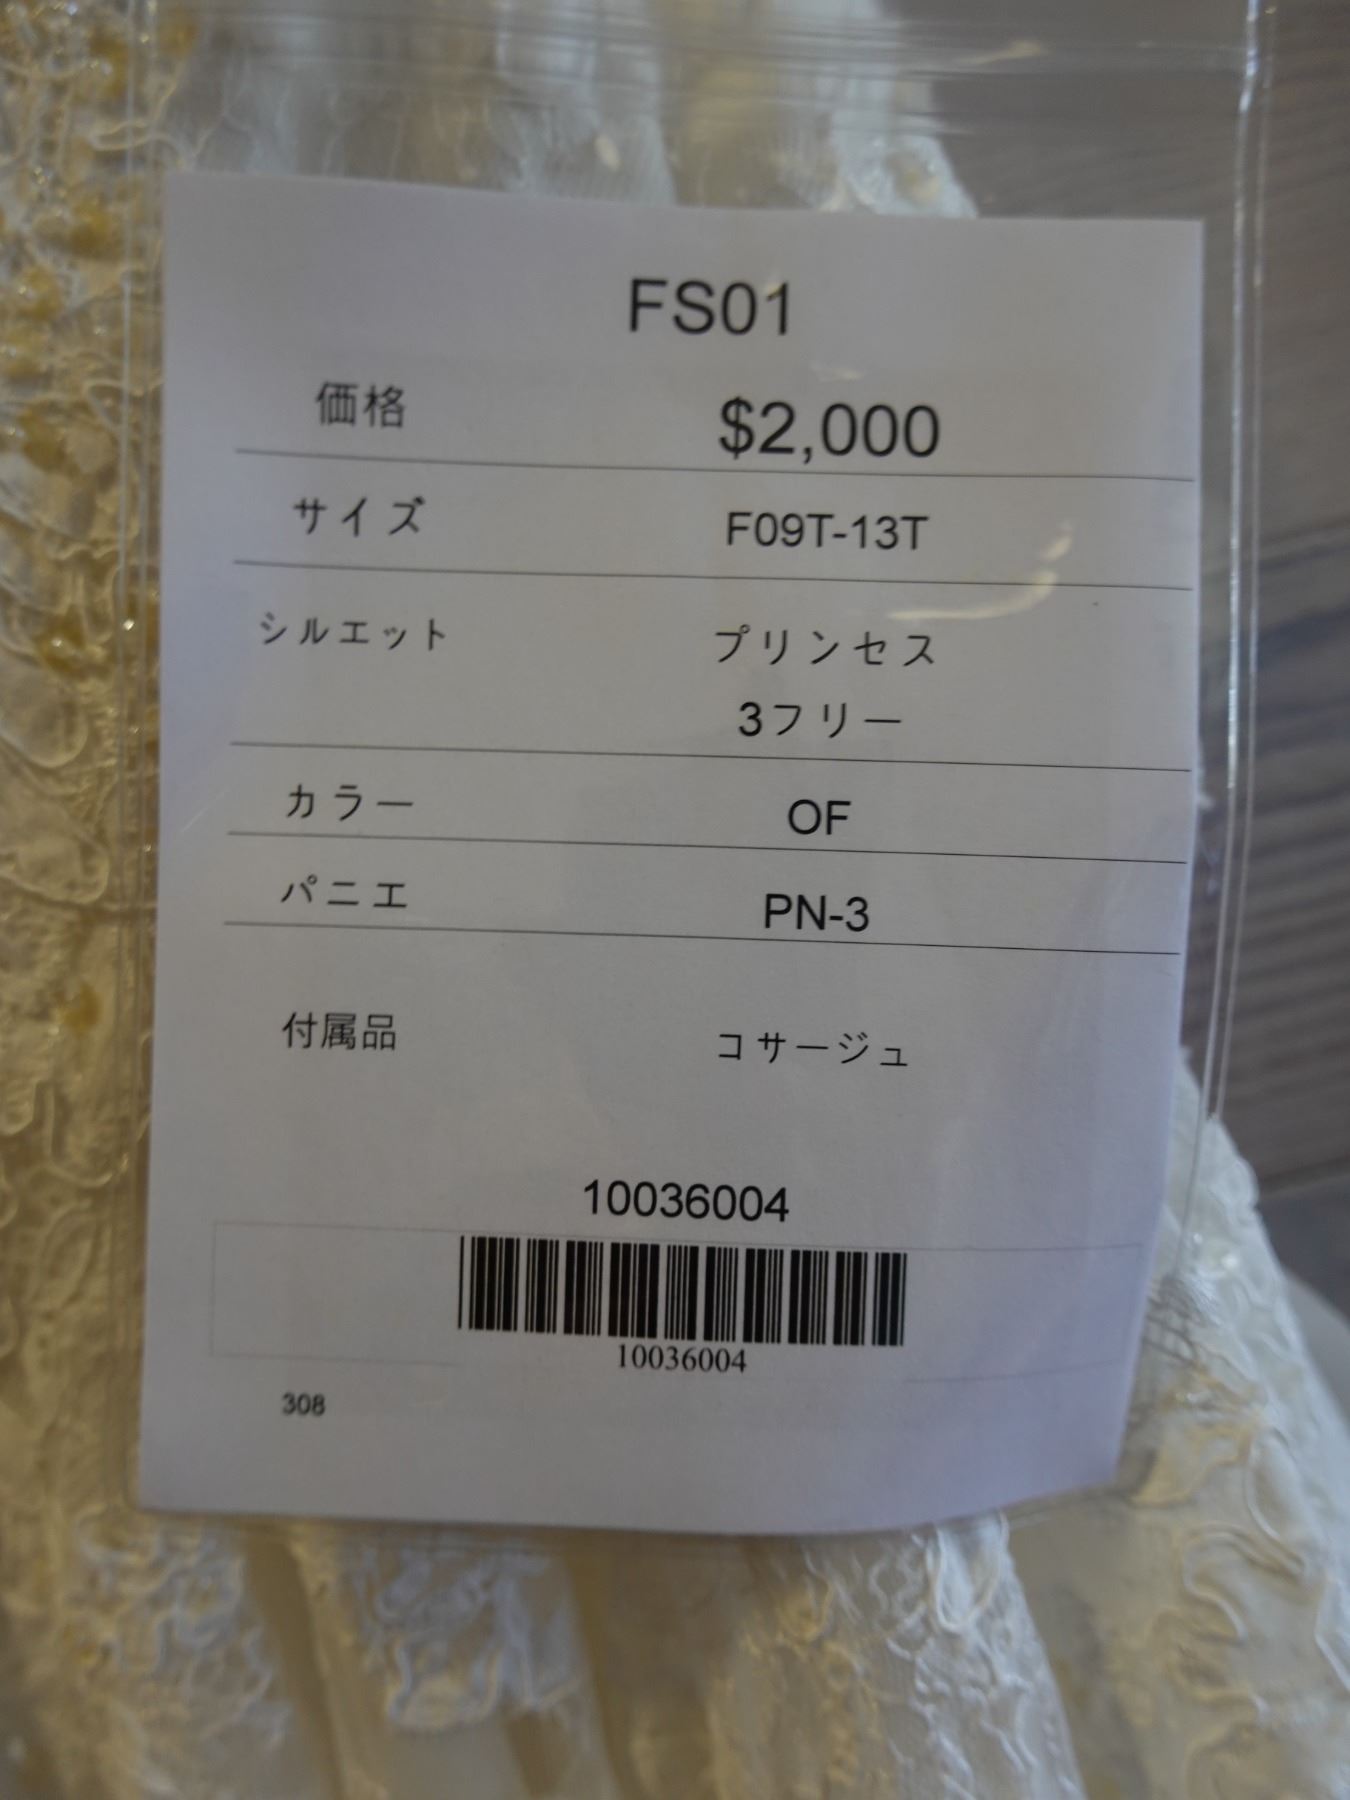 FS01
価格 $2,000
サイズ F09T-13T
シルエット プリンセス
3フリー
カラー OF
パニエ PN-3
付属品 コサージュ
10036004
10036004
308